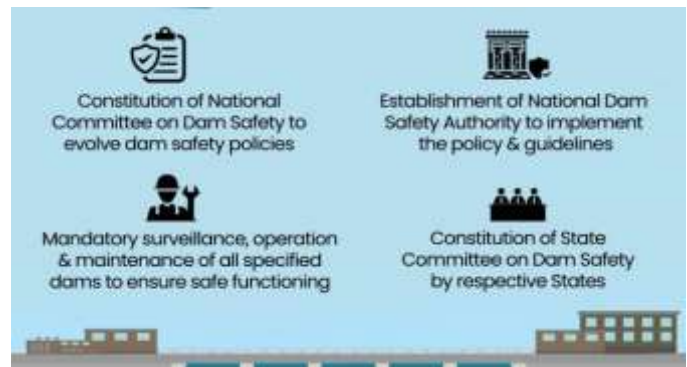 Constitution of National
Committee on Dam Safety to
evolve dam safety policies
Establishment of National Dam
Safety Authority to implement
the policy & guidelines
Mandatory surveillance, operation
& maintenance of all specified
dams to ensure safe functioning
Constitution of State
Committee on Dam Safety
by respective States